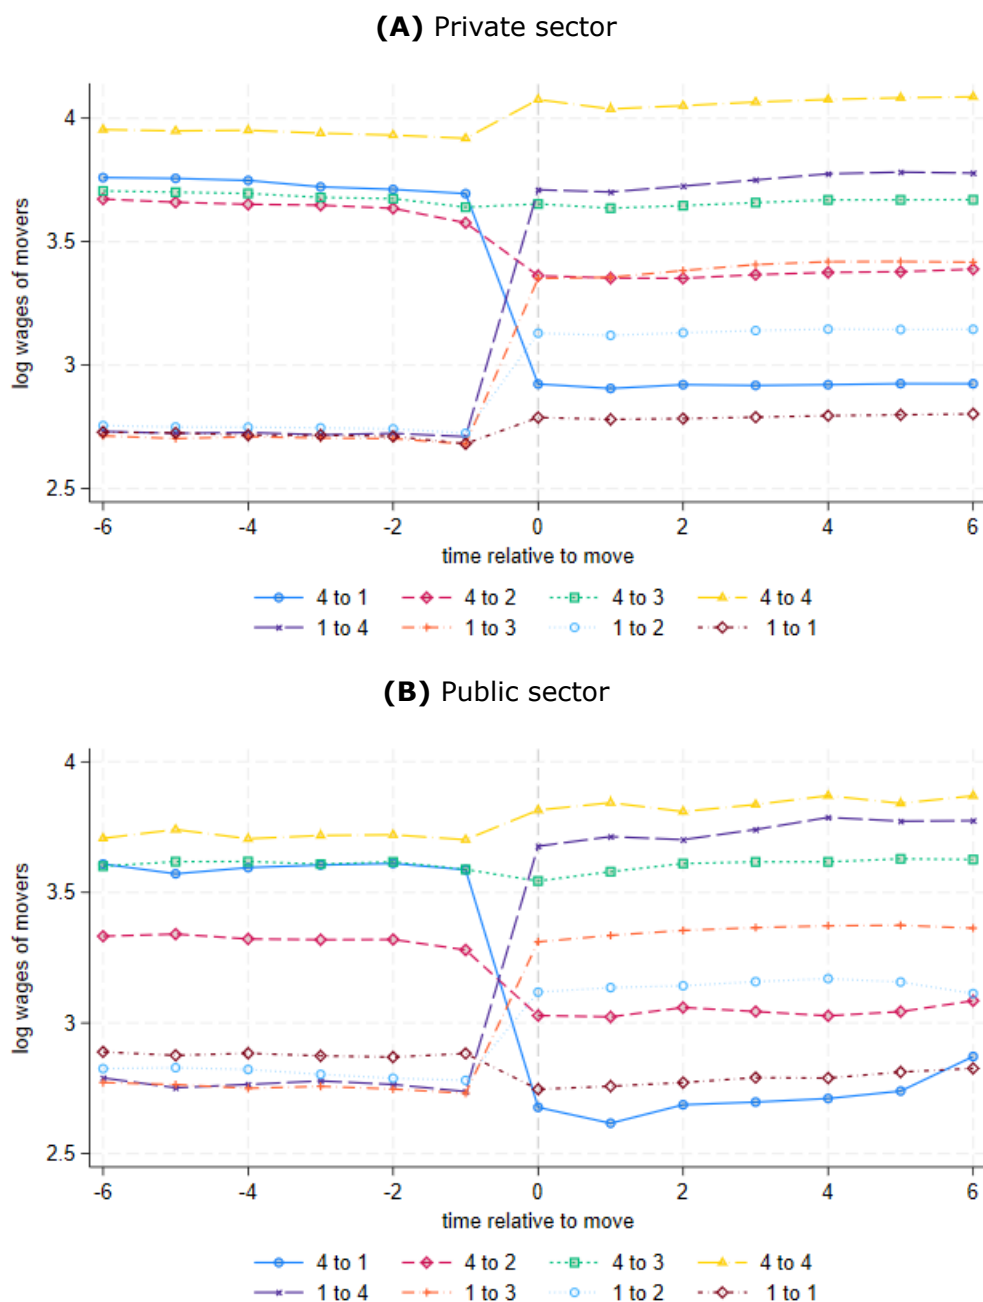 (A) Private sector
4
3.5
3
2.5
log wages of movers
-6 -4 -2 0 2 4 6
time relative to move
4 to 1 4 to 2 4 to 3 4 to 4
1 to 4 1 to 3 1 to 2 1 to 1
(B) Public sector
4
3.5
3
2.5
log wages of movers
-6 -4 -2 0 2 4 6
time relative to move
4 to 1 4 to 2 4 to 3 4 to 4
1 to 4 1 to 3 1 to 2 1 to 1